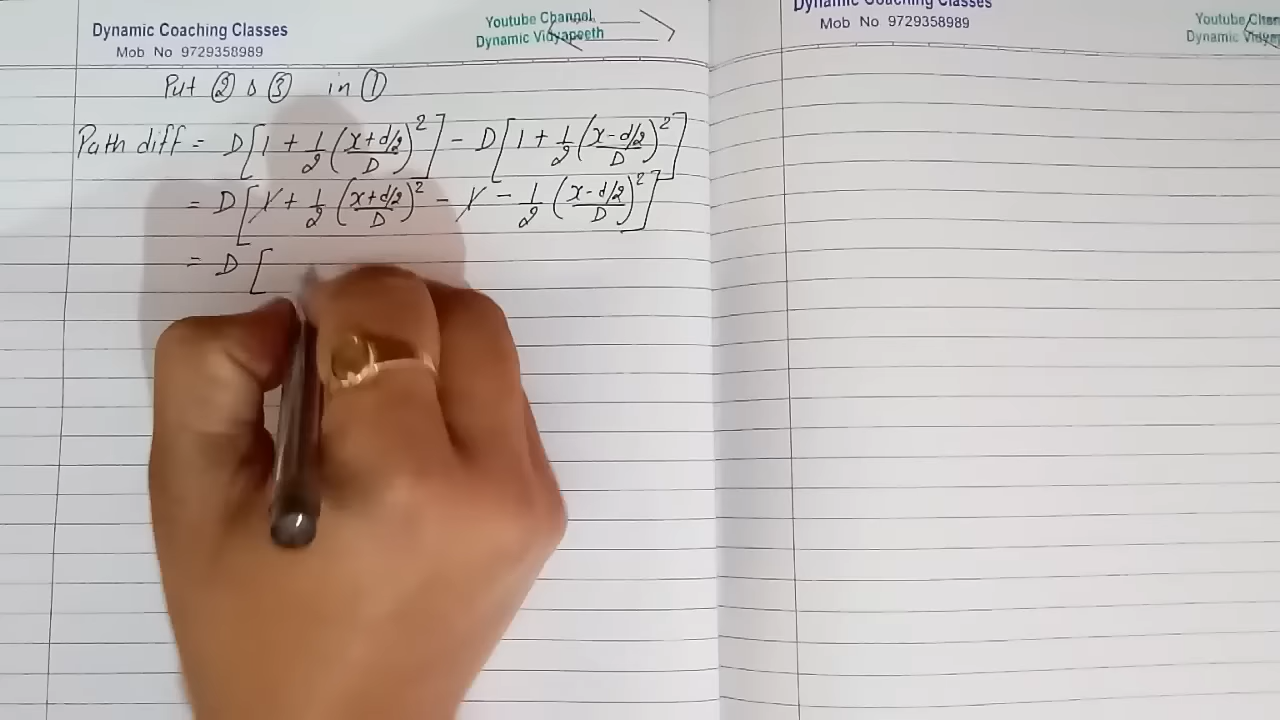 Dynamic Coaching Classes
Mob No 9729358989
Youtube Channel
Dynamic Vidyapeeth
Put ② & ③ in ①
Path diff = D[1 + 1/2 (x+d/2 / D)²] - D[1 + 1/2 (x-d/2 / D)²]
= D[1 + 1/2 (x+d/2 / D)² - 1 - 1/2 (x-d/2 / D)²]
= D[
Dynamic Coaching Classes
Mob No 9729358989
Youtube
Dynamic